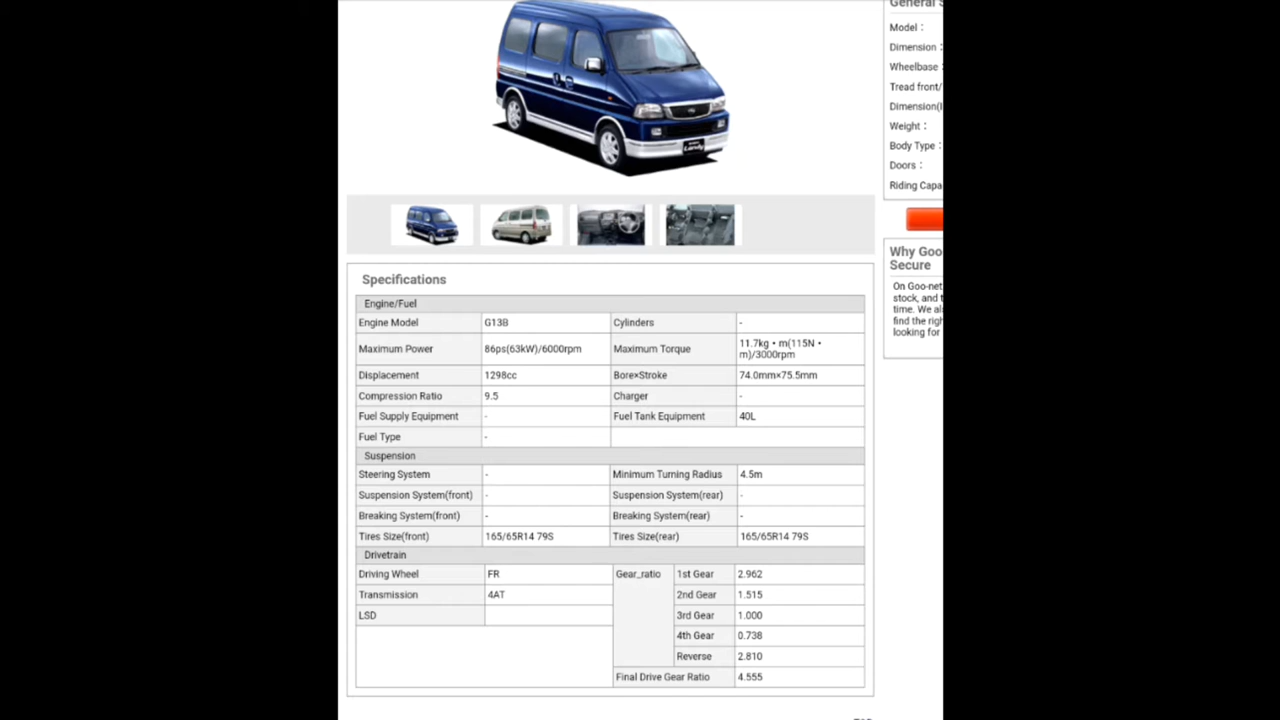 General S
Model :
Dimension :
Wheelbase :
Tread front/
Dimension(I
Weight :
Body Type :
Doors :
Riding Capa
Landy
Why Goo
Secure
On Goo-net
stock, and t
time. We al
find the righ
looking for
Specifications
Engine/Fuel
Engine Model G13B Cylinders -
Maximum Power 86ps(63kW)/6000rpm Maximum Torque 11.7kg・m(115N・
m)/3000rpm
Displacement 1298cc Bore×Stroke 74.0mm×75.5mm
Compression Ratio 9.5 Charger -
Fuel Supply Equipment - Fuel Tank Equipment 40L
Fuel Type -
Suspension
Steering System - Minimum Turning Radius 4.5m
Suspension System(front) - Suspension System(rear) -
Breaking System(front) - Breaking System(rear) -
Tires Size(front) 165/65R14 79S Tires Size(rear) 165/65R14 79S
Drivetrain
Driving Wheel FR Gear_ratio 1st Gear 2.962
Transmission 4AT 2nd Gear 1.515
LSD 3rd Gear 1.000
4th Gear 0.738
Reverse 2.810
Final Drive Gear Ratio 4.555